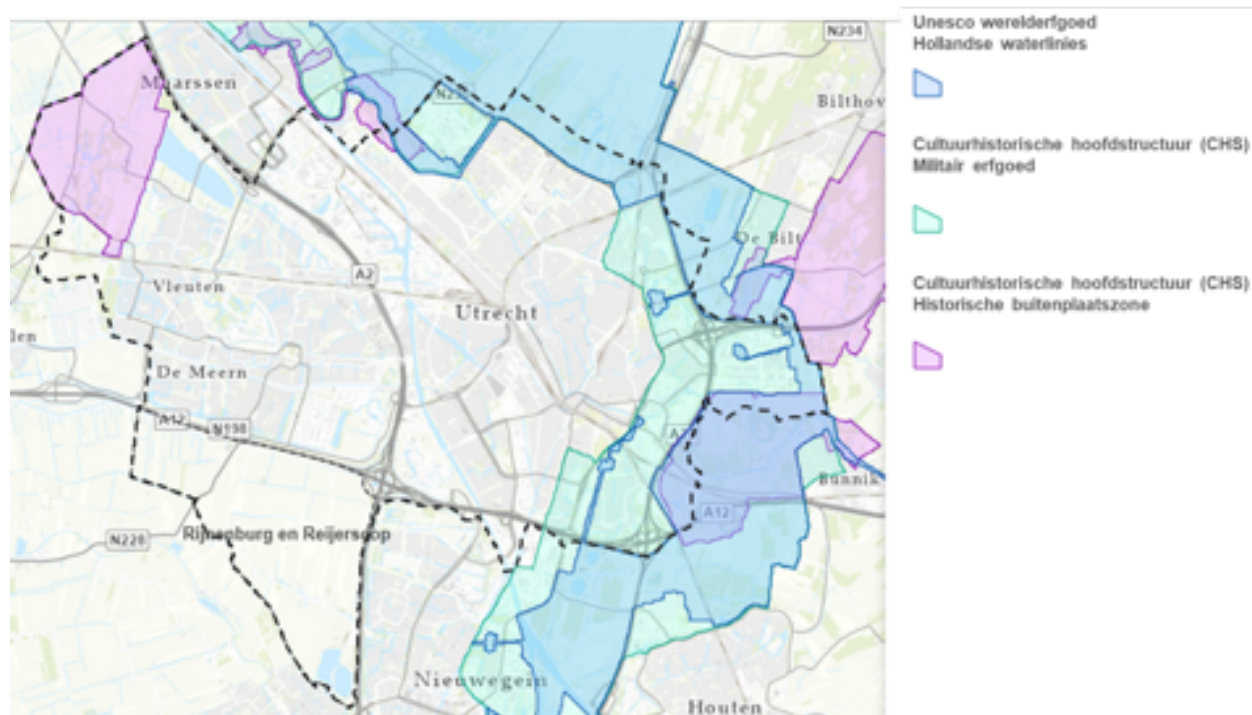 N234
Maarssen
Bilthov
De Bilt
A2
Vleuten
Utrecht
len
De Meern
A12
N198
Bunnik
A12
Rijnenburg en Reijerscop
N228
Nieuwegein
Houten
Unesco werelderfgoed
Hollandse waterlinies
Cultuurhistorische hoofdstructuur (CHS)
Militair erfgoed
Cultuurhistorische hoofdstructuur (CHS)
Historische buitenplaatszone